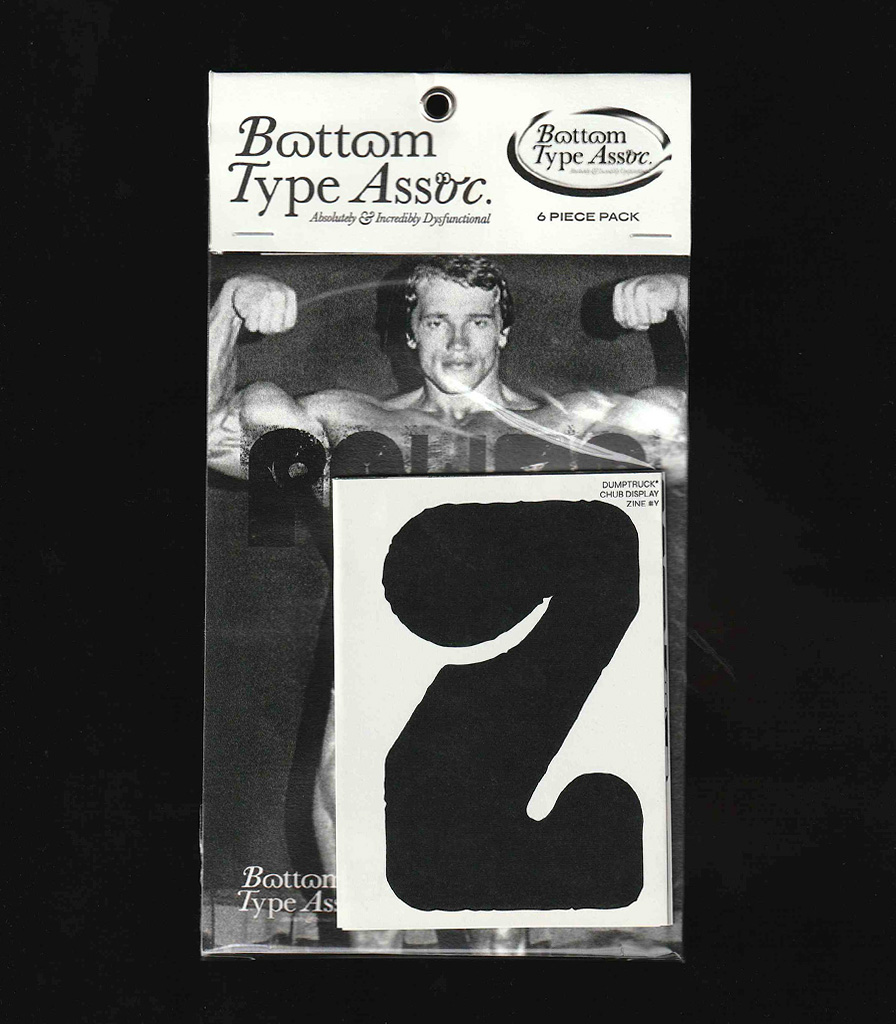 Bottom
Type Assoc.
Absolutely & Incredibly Dysfunctional
Bottom
Type Assoc.
6 PIECE PACK
DUMPTRUCK*
CHUB DISPLAY
ZINE #Y
Z
Bottom
Type Ass